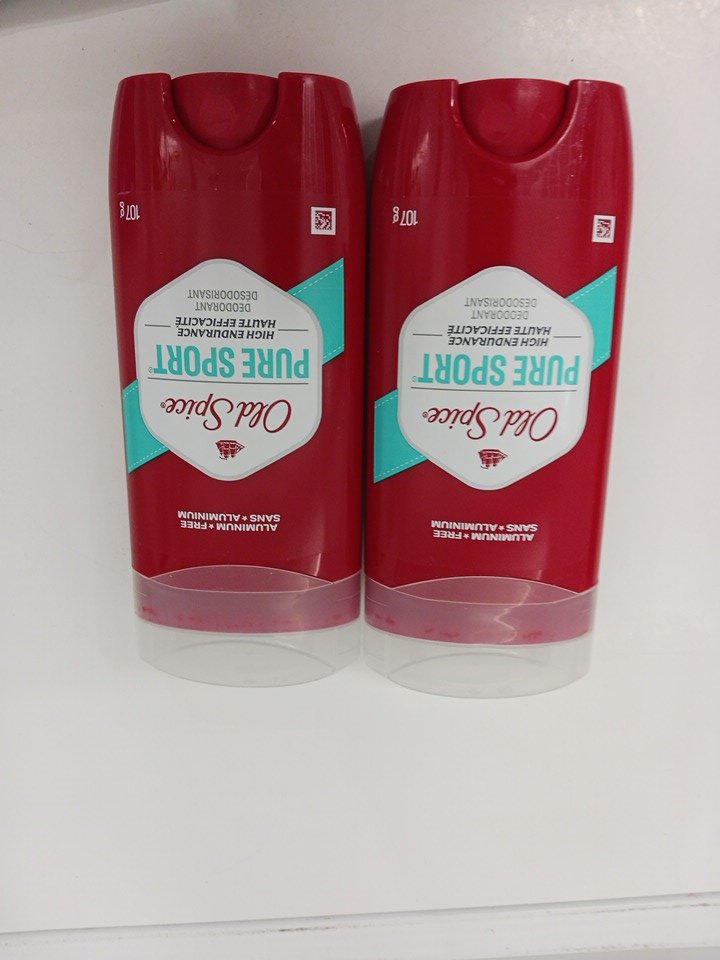 ALUMINUM★FREE
SANS★ALUMINIUM
Old Spice®
PURE SPORT®
HIGH ENDURANCE
HAUTE EFFICACITÉ
DEODORANT
DÉSODORISANT
107 g
ALUMINUM★FREE
SANS★ALUMINIUM
Old Spice®
PURE SPORT®
HIGH ENDURANCE
HAUTE EFFICACITÉ
DEODORANT
DÉSODORISANT
107 g